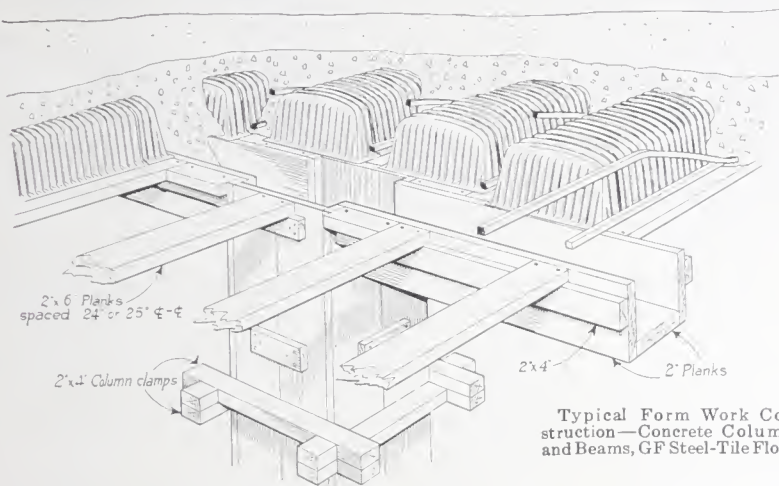 2"x 6 Planks
spaced 24" or 25" ℄-℄
2"x 4" Column clamps
2"x 4"
2" Planks
Typical Form Work Co
struction—Concrete Colum
and Beams, GF Steel-Tile Flo